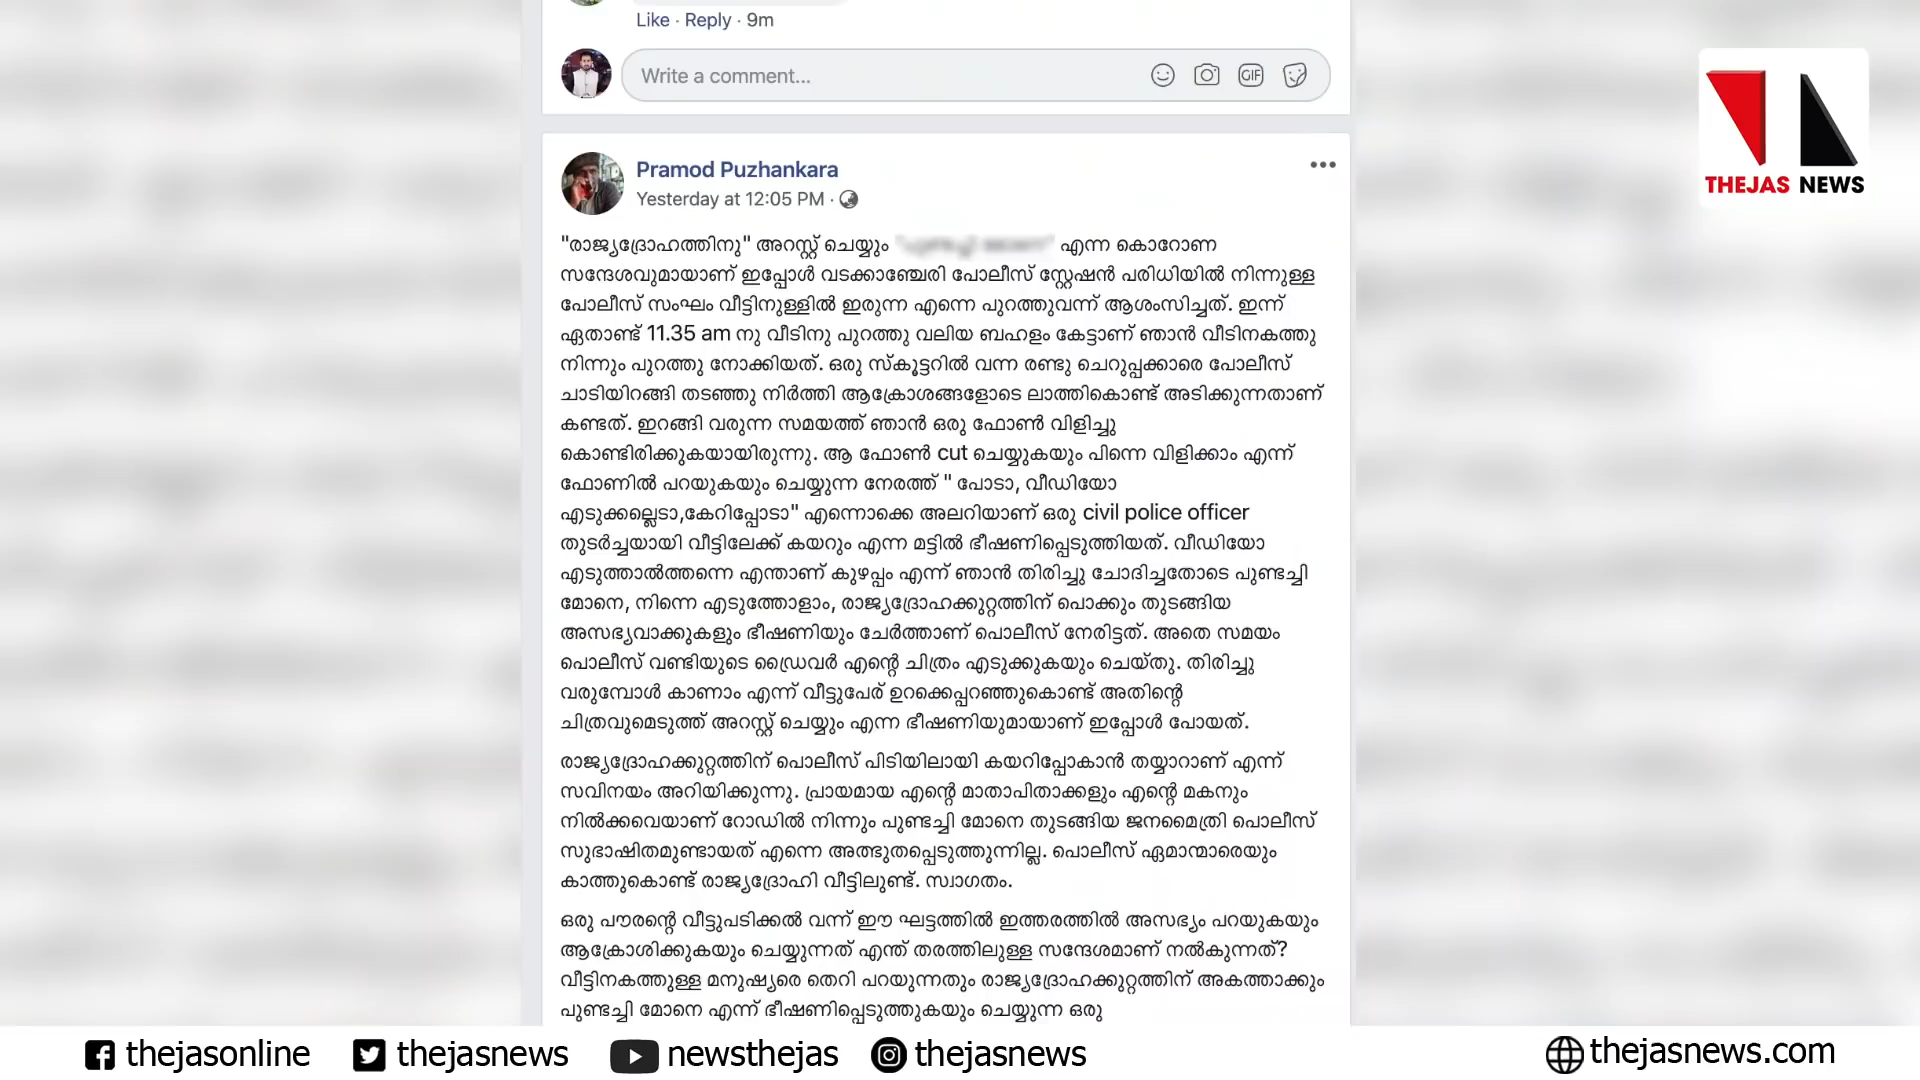 Like · Reply · 9m
Write a comment...
GIF
THEJAS NEWS
Pramod Puzhankara
Yesterday at 12:05 PM ·
"രാജ്യദ്രോഹത്തിനു" അറസ്റ്റ് ചെയ്യും എന്ന കൊറോണ
സന്ദേശവുമായാണ് ഇപ്പോൾ വടക്കാഞ്ചേരി പോലീസ് സ്റ്റേഷൻ പരിധിയിൽ നിന്നുള്ള
പോലീസ് സംഘം വീട്ടിനുള്ളിൽ ഇരുന്ന എന്നെ പുറത്തുവന്ന് ആശംസിച്ചത്. ഇന്ന്
ഏതാണ്ട് 11.35 am നു വീടിനു പുറത്തു വലിയ ബഹളം കേട്ടാണ് ഞാൻ വീടിനകത്തു
നിന്നും പുറത്തു നോക്കിയത്. ഒരു സ്കൂട്ടറിൽ വന്ന രണ്ടു ചെറുപ്പക്കാരെ പോലീസ്
ചാടിയിറങ്ങി തടഞ്ഞു നിർത്തി ആക്രോശങ്ങളോടെ ലാത്തികൊണ്ട് അടിക്കുന്നതാണ്
കണ്ടത്. ഇറങ്ങി വരുന്ന സമയത്ത് ഞാൻ ഒരു ഫോൺ വിളിച്ചു
കൊണ്ടിരിക്കുകയായിരുന്നു. ആ ഫോൺ cut ചെയ്യുകയും പിന്നെ വിളിക്കാം എന്ന്
ഫോണിൽ പറയുകയും ചെയ്യുന്ന നേരത്ത് " പോടാ, വീഡിയോ
എടുക്കല്ലെടാ,കേറിപ്പോടാ" എന്നൊക്കെ അലറിയാണ് ഒരു civil police officer
തുടർച്ചയായി വീട്ടിലേക്ക് കയറും എന്ന മട്ടിൽ ഭീഷണിപ്പെടുത്തിയത്. വീഡിയോ
എടുത്താൽത്തന്നെ എന്താണ് കുഴപ്പം എന്ന് ഞാൻ തിരിച്ചു ചോദിച്ചതോടെ പുണ്ടച്ചി
മോനെ, നിന്നെ എടുത്തോളാം, രാജ്യദ്രോഹക്കുറ്റത്തിന് പൊക്കും തുടങ്ങിയ
അസഭ്യവാക്കുകളും ഭീഷണിയും ചേർത്താണ് പൊലീസ് നേരിട്ടത്. അതെ സമയം
പൊലീസ് വണ്ടിയുടെ ഡ്രൈവർ എന്റെ ചിത്രം എടുക്കുകയും ചെയ്തു. തിരിച്ചു
വരുമ്പോൾ കാണാം എന്ന് വീട്ടുപേര് ഉറക്കെപ്പറഞ്ഞുകൊണ്ട് അതിന്റെ
ചിത്രവുമെടുത്ത് അറസ്റ്റ് ചെയ്യും എന്ന ഭീഷണിയുമായാണ് ഇപ്പോൾ പോയത്.
രാജ്യദ്രോഹക്കുറ്റത്തിന് പൊലീസ് പിടിയിലായി കയറിപ്പോകാൻ തയ്യാറാണ് എന്ന്
സവിനയം അറിയിക്കുന്നു. പ്രായമായ എന്റെ മാതാപിതാക്കളും എന്റെ മകനും
നിൽക്കവെയാണ് റോഡിൽ നിന്നും പുണ്ടച്ചി മോനെ തുടങ്ങിയ ജനമൈത്രി പൊലീസ്
സുഭാഷിതമുണ്ടായത് എന്നെ അത്ഭുതപ്പെടുത്തുന്നില്ല. പൊലീസ് ഏമാന്മാരെയും
കാത്തുകൊണ്ട് രാജ്യദ്രോഹി വീട്ടിലുണ്ട്. സ്വാഗതം.
ഒരു പൗരന്റെ വീട്ടുപടിക്കൽ വന്ന് ഈ ഘട്ടത്തിൽ ഇത്തരത്തിൽ അസഭ്യം പറയുകയും
ആക്രോശിക്കുകയും ചെയ്യുന്നത് എന്ത് തരത്തിലുള്ള സന്ദേശമാണ് നൽകുന്നത്?
വീട്ടിനകത്തുള്ള മനുഷ്യരെ തെറി പറയുന്നതും രാജ്യദ്രോഹക്കുറ്റത്തിന് അകത്താക്കും
പുണ്ടച്ചി മോനെ എന്ന് ഭീഷണിപ്പെടുത്തുകയും ചെയ്യുന്ന ഒരു
thejasonline thejasnews newsthejas thejasnews thejasnews.com